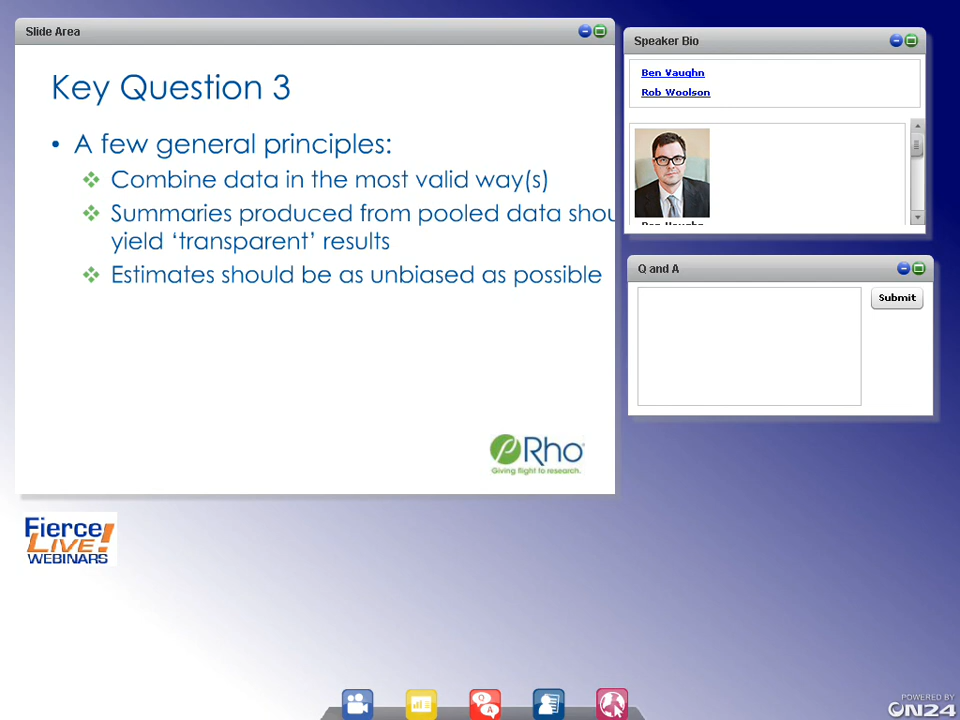 Slide Area
Key Question 3
• A few general principles:
Combine data in the most valid way(s)
Summaries produced from pooled data shou
yield ‘transparent’ results
Estimates should be as unbiased as possible
Rho
Giving flight to research.
Speaker Bio
Ben Vaughn
Rob Woolson
Ben Vaughn
Q and A
Submit
Fierce
LIVE!
WEBINARS
Q
A
POWERED BY
ON24